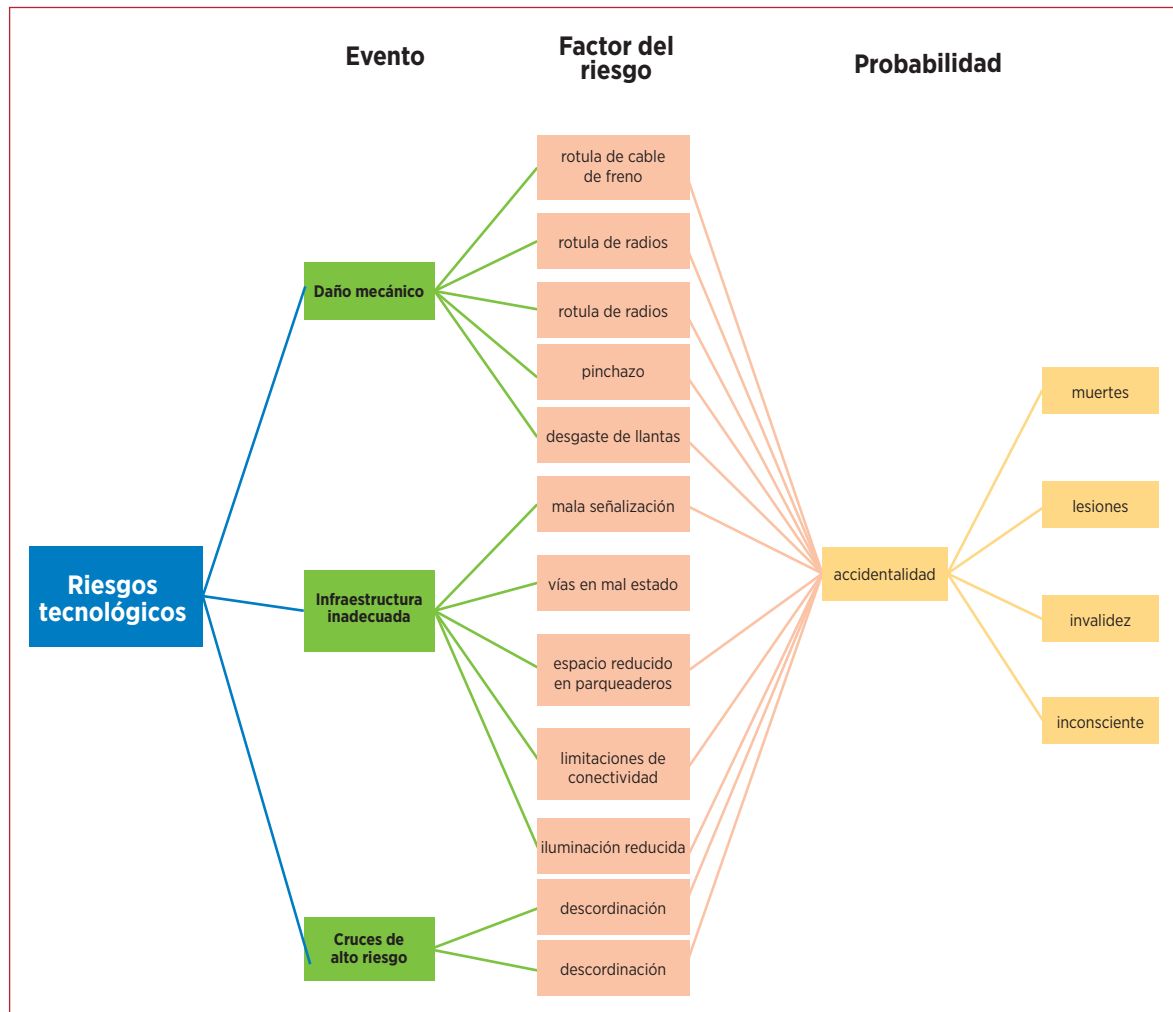 Evento
Factor del
riesgo
Probabilidad
rotula de cable
de freno
rotula de radios
Daño mecánico
rotula de radios
pinchazo
desgaste de llantas
mala señalización
Riesgos
tecnológicos
Infraestructura
inadecuada
vías en mal estado
espacio reducido
en parqueaderos
limitaciones de
conectividad
iluminación reducida
Cruces de
alto riesgo
descordinación
descordinación
accidentalidad
muertes
lesiones
invalidez
inconsciente